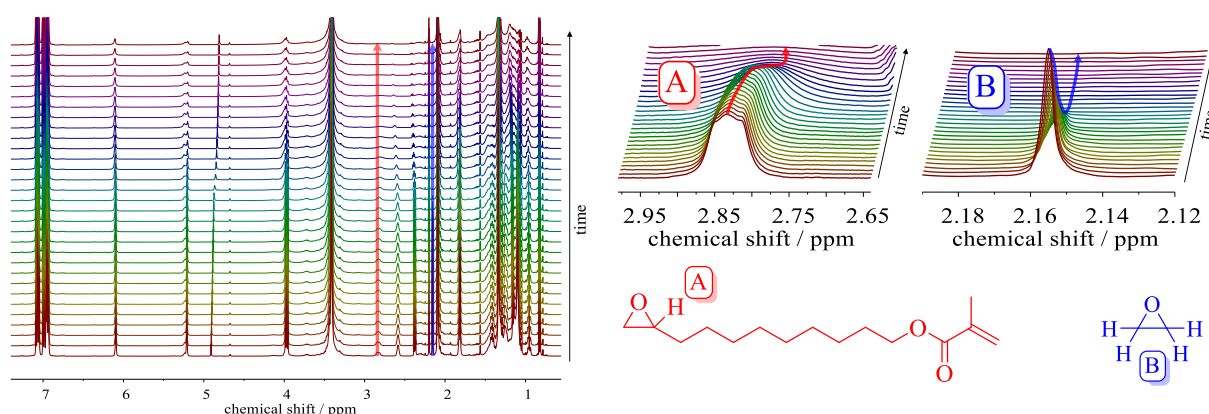 time
7 6 5 4 3 2 1
chemical shift / ppm
A
time
2.95 2.85 2.75 2.65
chemical shift / ppm
B
time
2.18 2.16 2.14 2.12
chemical shift / ppm
O
H
A
O
O
O
H H
H H
B